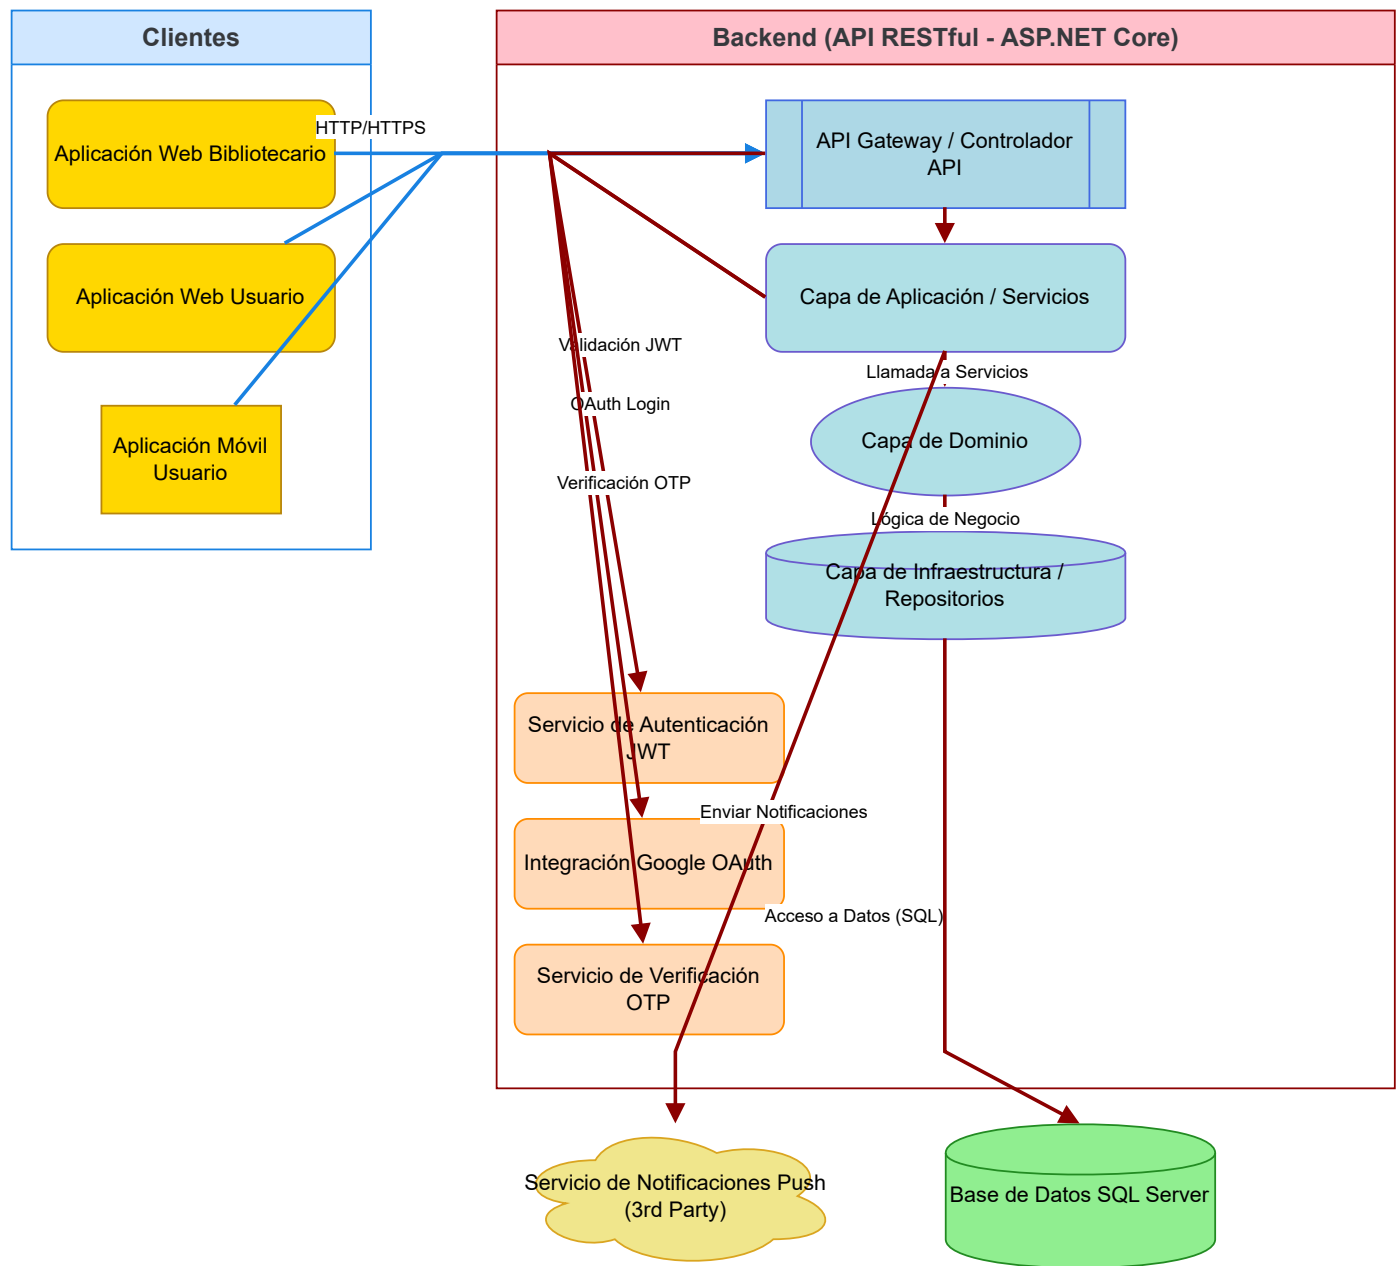 Clientes
Backend (API RESTful - ASP.NET Core)
HTTP/HTTPS
Aplicación Web Bibliotecario
API Gateway / Controlador
API
Aplicación Web Usuario
Capa de Aplicación / Servicios
Validación JWT
Llamada a Servicios
OAuth Login
Aplicación Móvil
Usuario
Capa de Dominio
Verificación OTP
Lógica de Negocio
Capa de Infraestructura /
Repositorios
Servicio de Autenticación
JWT
Enviar Notificaciones
Integración Google OAuth
Acceso a Datos (SQL)
Servicio de Verificación
OTP
Servicio de Notificaciones Push
(3rd Party)
Base de Datos SQL Server